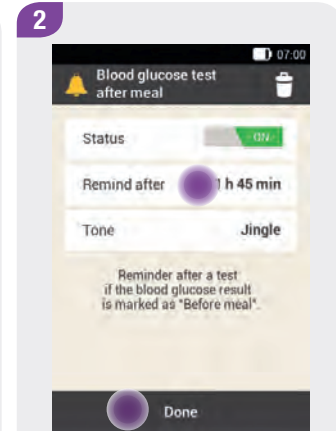 2
07:00
Blood glucose test
after meal
Status ON
Remind after 1 h 45 min
Tone Jingle
Reminder after a test
if the blood glucose result
is marked as "Before meal".
Done